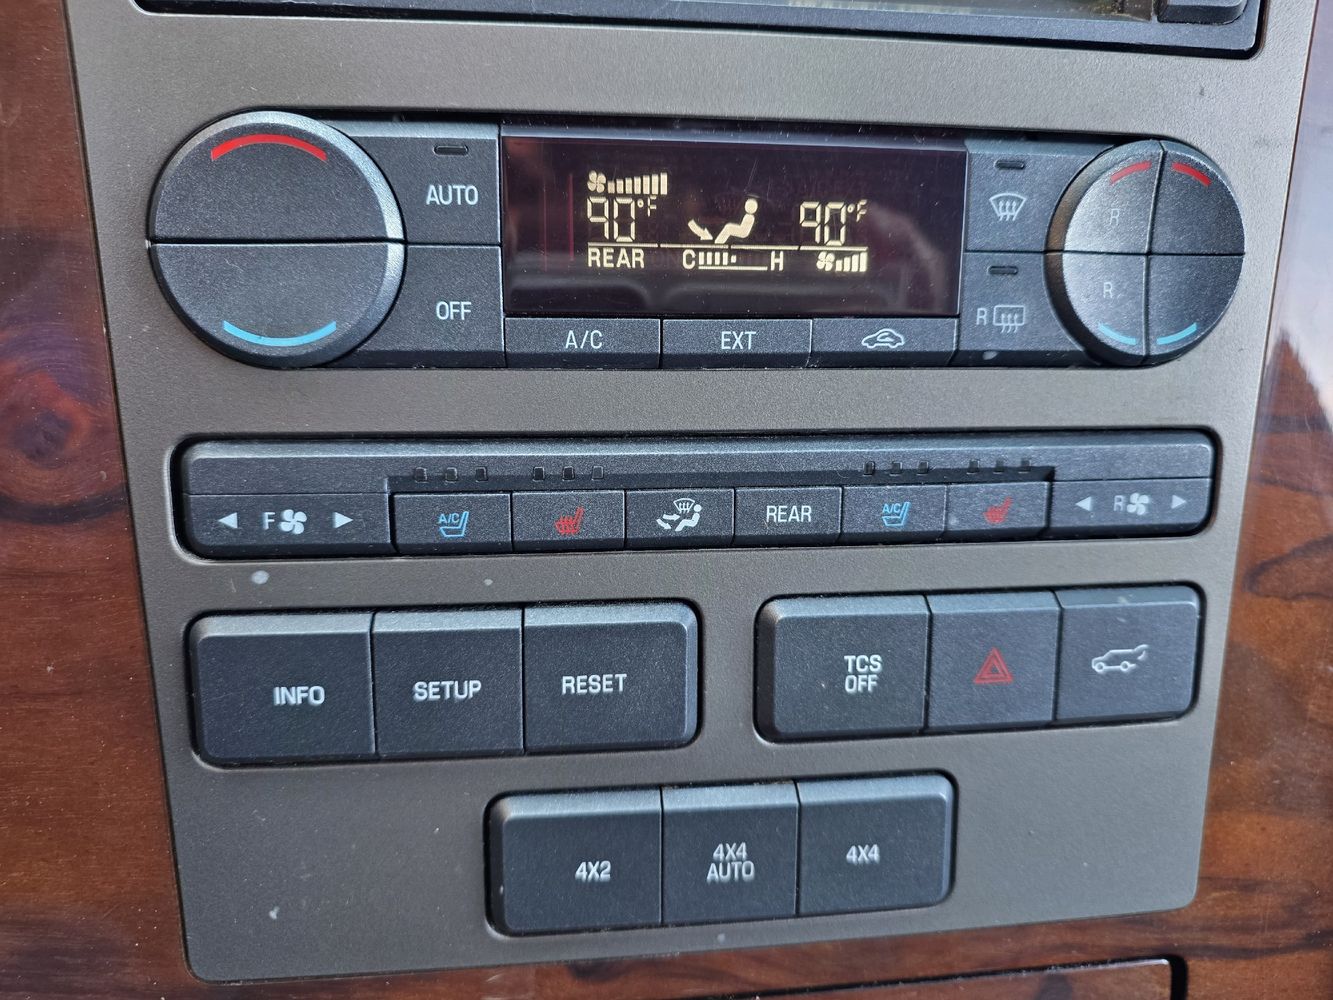 AUTO
90°F 90°F
REAR C H
OFF
R
R
R
A/C EXT
F A/C REAR A/C R
INFO SETUP RESET
TCS
OFF
4X2
4X4
AUTO
4X4